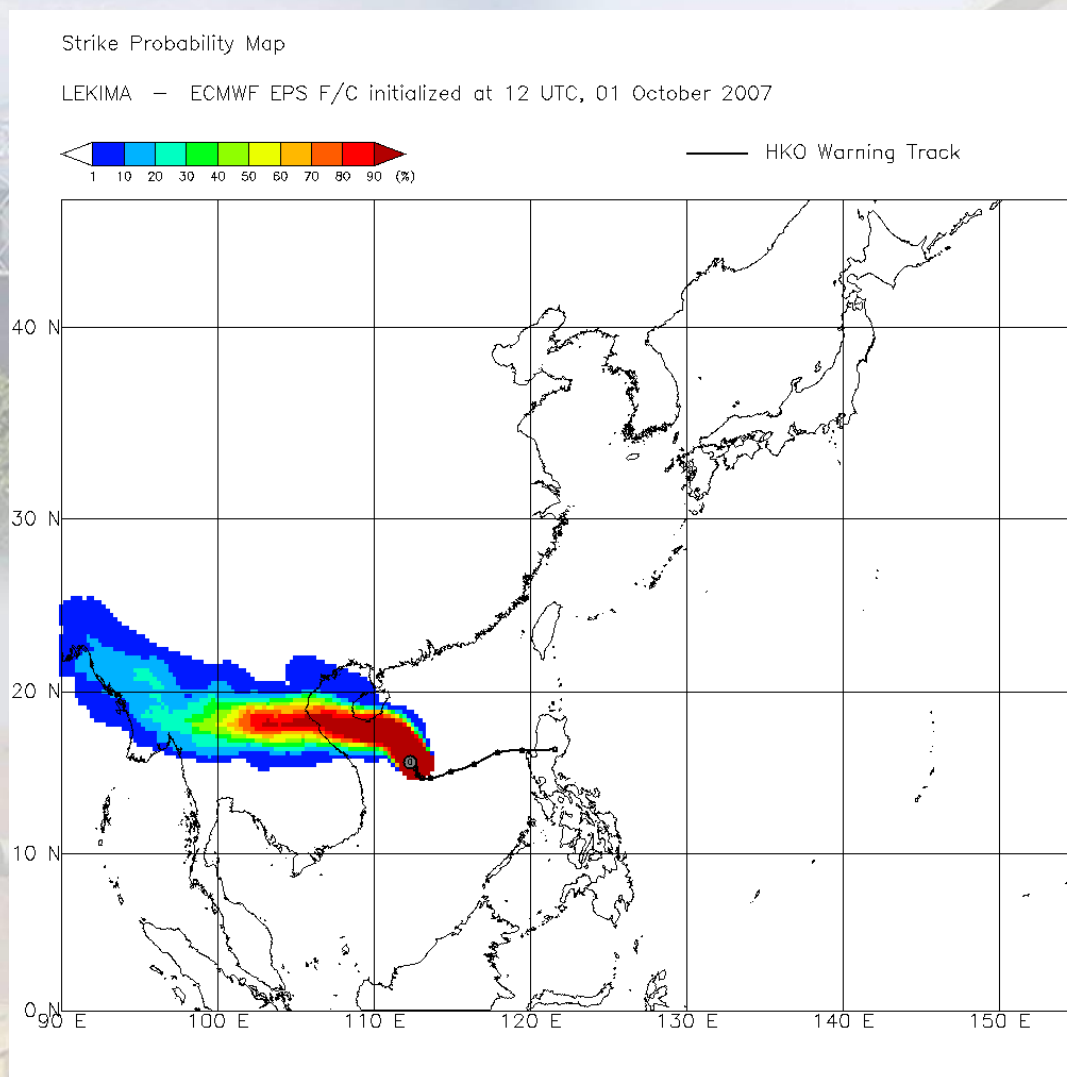 Strike Probability Map
LEKIMA – ECMWF EPS F/C initialized at 12 UTC, 01 October 2007
1 10 20 30 40 50 60 70 80 90 (%)
HKO Warning Track
40 N
30 N
20 N
10 N
0 N
90 E 100 E 110 E 120 E 130 E 140 E 150 E